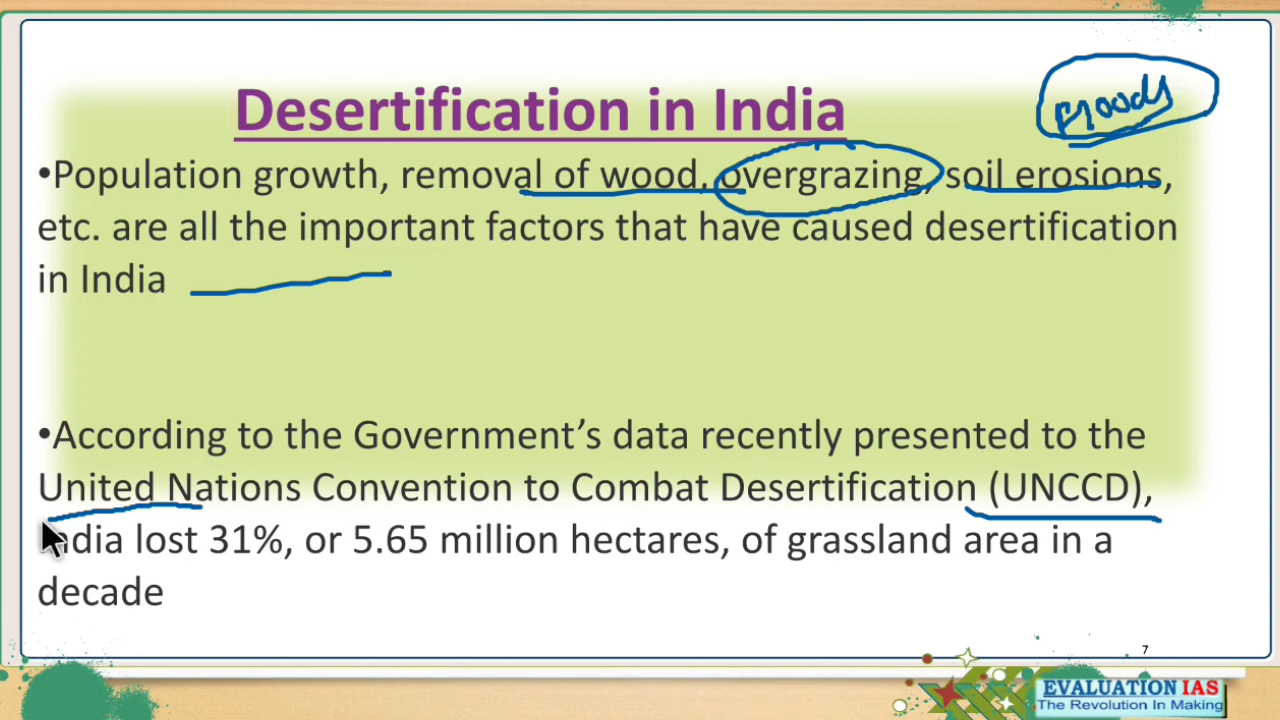 Desertification in India
Floods
•Population growth, removal of wood, overgrazing, soil erosions,
etc. are all the important factors that have caused desertification
in India
•According to the Government’s data recently presented to the
United Nations Convention to Combat Desertification (UNCCD),
India lost 31%, or 5.65 million hectares, of grassland area in a
decade
7
EVALUATION IAS
The Revolution In Making